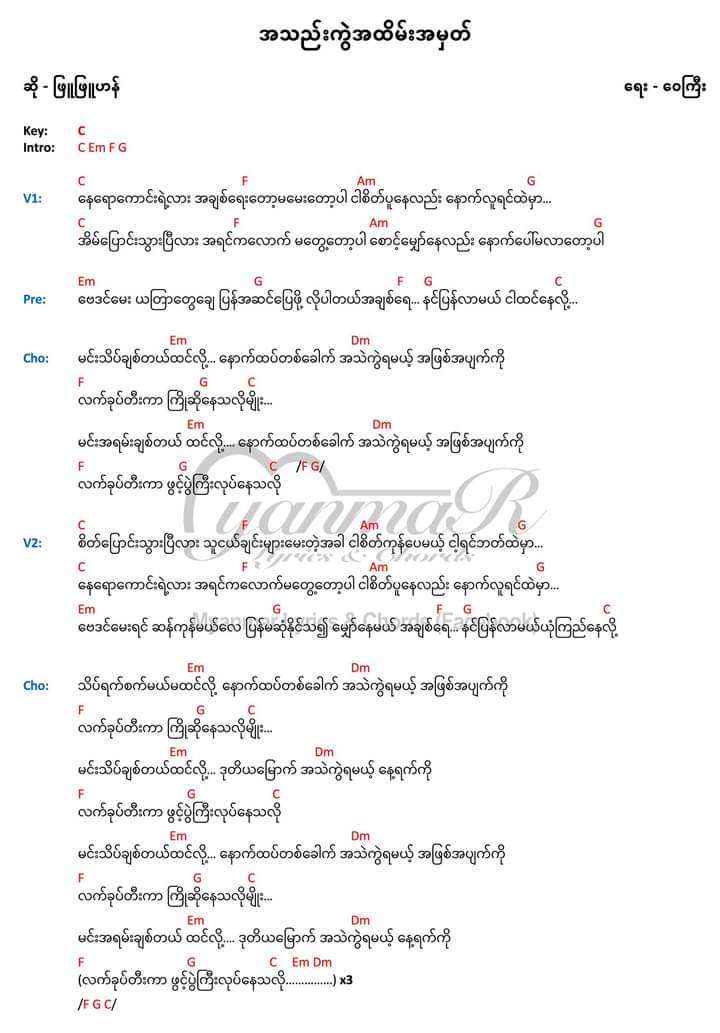 အသည်းကွဲအထိမ်းအမှတ်
ဆို - ဖြူဖြူဟန်
ရေး - ဝေကြီး
Key: C
Intro: C Em F G
C F Am G
V1: နေရောကောင်းရဲ့လား အချစ်ရေးတော့မမေးတော့ပါ ငါစိတ်ပူနေလည်း နောက်လူရင်ထဲမှာ...
C F Am G
အိမ်ပြောင်းသွားပြီလား အရင်ကလောက် မတွေ့တော့ပါ စောင့်မျှော်နေလည်း နောက်ပေါ်မလာတော့ပါ
Em G F G C
Pre: ဗေဒင်မေး ယတြာတွေချေ ပြန်အဆင်ပြေဖို့ လိုပါတယ်အချစ်ရေ... နင်ပြန်လာမယ် ငါထင်နေလို့...
Em Dm
Cho: မင်းသိပ်ချစ်တယ်ထင်လို့... နောက်ထပ်တစ်ခေါက် အသဲကွဲရမယ့် အဖြစ်အပျက်ကို
F G C
လက်ခုပ်တီးကာ ကြိုဆိုနေသလိုမျိုး...
Em Dm
မင်းအရမ်းချစ်တယ် ထင်လို့.... နောက်ထပ်တစ်ခေါက် အသဲကွဲရမယ့် အဖြစ်အပျက်ကို
F G C /F G/
လက်ခုပ်တီးကာ ဖွင့်ပွဲကြီးလုပ်နေသလို
myanmaR
Lyrics & Chords
C F Am G
V2: စိတ်ပြောင်းသွားပြီလား သူငယ်ချင်းများမေးတဲ့အခါ ငါစိတ်ကုန်ပေမယ့် ငါ့ရင်ဘတ်ထဲမှာ...
C F Am G
နေရောကောင်းရဲ့လား အရင်ကလောက်မတွေ့တော့ပါ ငါစိတ်ပူနေလည်း နောက်လူရင်ထဲမှာ...
Em G F G C
Myanmar Lyrics & Chords (Facebook)
ဗေဒင်မေးရင် ဆန်ကုန်မယ်လေ ပြန်မဆုံနိုင်သ၍ မျှော်နေမယ် အချစ်ရေ... နင်ပြန်လာမယ်ယုံကြည်နေလို့
Em Dm
Cho: သိပ်ရက်စက်မယ်မထင်လို့ နောက်ထပ်တစ်ခေါက် အသဲကွဲရမယ့် အဖြစ်အပျက်ကို
F G C
လက်ခုပ်တီးကာ ကြိုဆိုနေသလိုမျိုး...
Em Dm
မင်းသိပ်ချစ်တယ်ထင်လို့... ဒုတိယမြောက် အသဲကွဲရမယ့် နေ့ရက်ကို
F G C
လက်ခုပ်တီးကာ ဖွင့်ပွဲကြီးလုပ်နေသလို
Em Dm
မင်းသိပ်ချစ်တယ်ထင်လို့... နောက်ထပ်တစ်ခေါက် အသဲကွဲရမယ့် အဖြစ်အပျက်ကို
F G C
လက်ခုပ်တီးကာ ကြိုဆိုနေသလိုမျိုး...
Em Dm
မင်းအရမ်းချစ်တယ် ထင်လို့.... ဒုတိယမြောက် အသဲကွဲရမယ့် နေ့ရက်ကို
F G C Em Dm
(လက်ခုပ်တီးကာ ဖွင့်ပွဲကြီးလုပ်နေသလို..............) x3
/F G C/